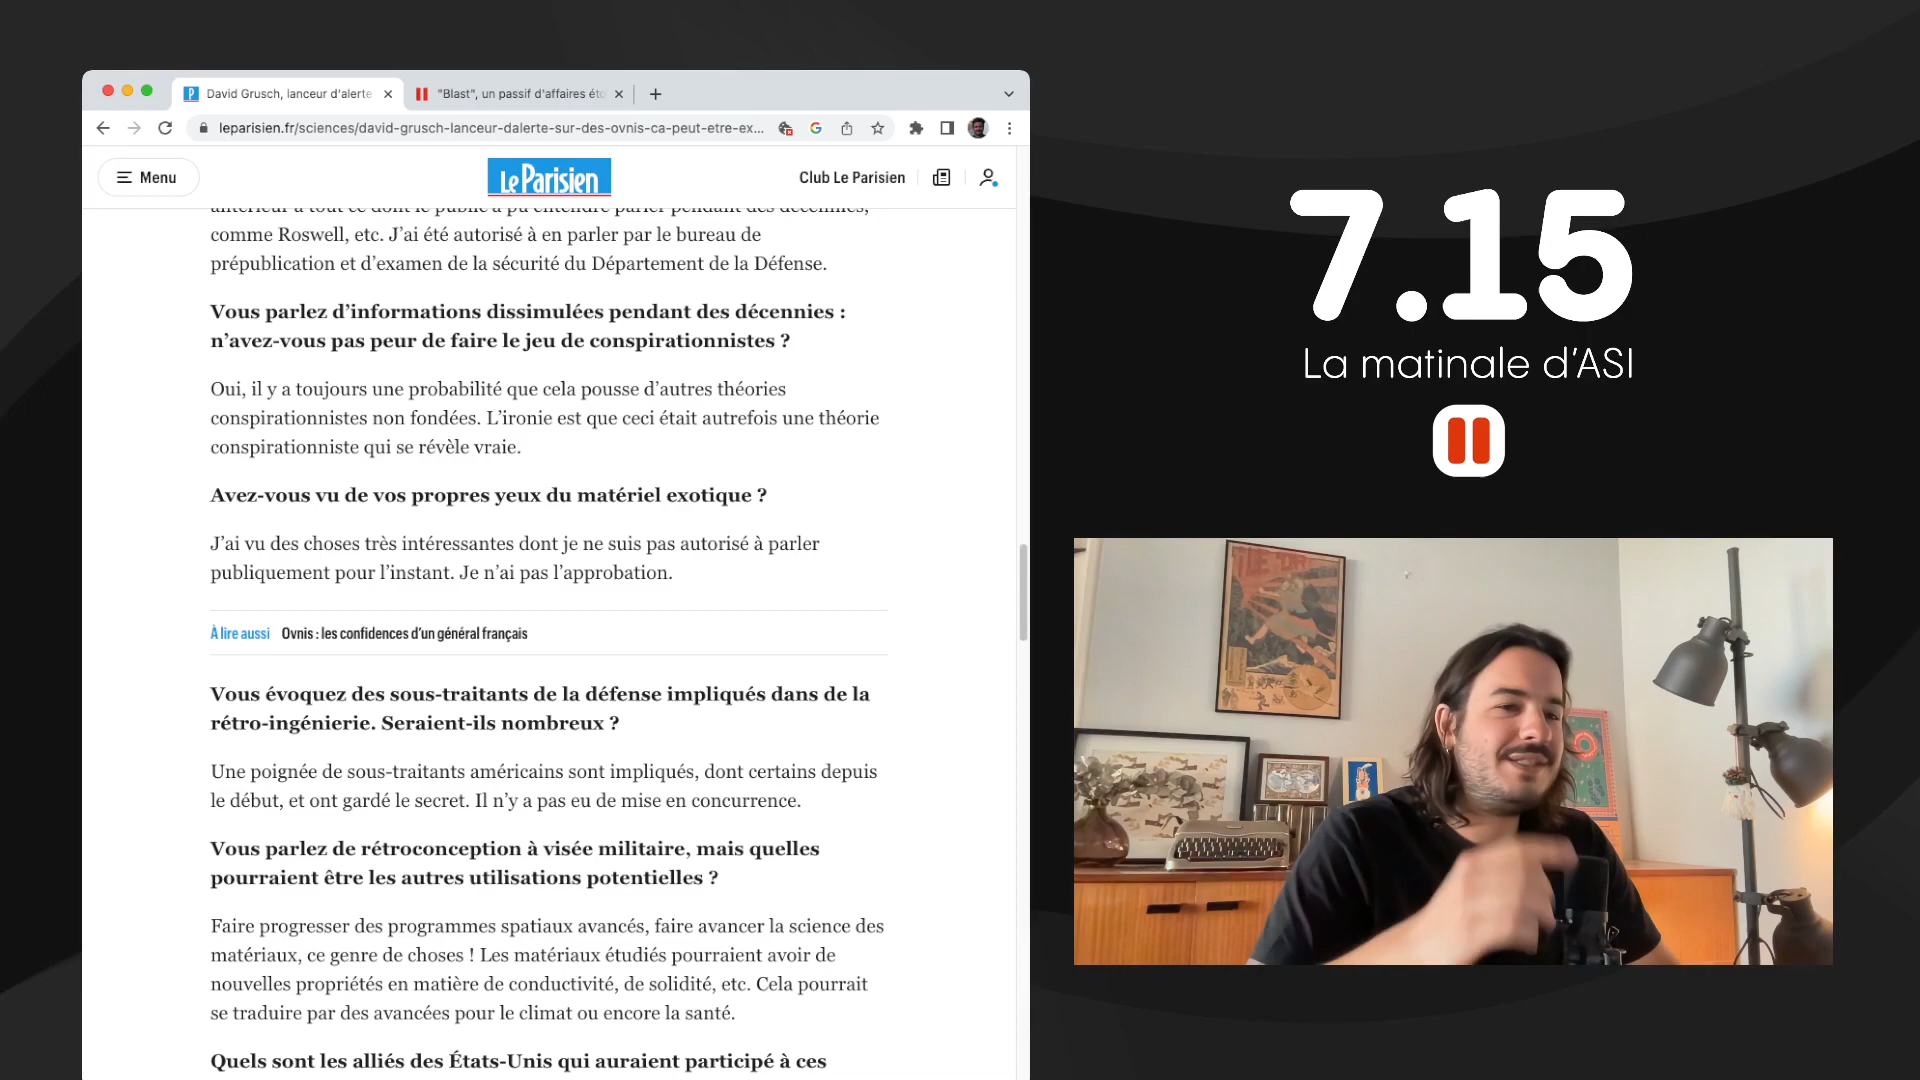 David Grusch, lanceur d'alerte
"Blast", un passif d'affaires éto
leparisien.fr/sciences/david-grusch-lanceur-dalerte-sur-des-ovnis-ca-peut-etre-ex...
Menu
Le Parisien
Club Le Parisien
antérieur à tout ce dont le public a pu entendre parler pendant des décennies,
comme Roswell, etc. J’ai été autorisé à en parler par le bureau de
prépublication et d’examen de la sécurité du Département de la Défense.
Vous parlez d’informations dissimulées pendant des décennies :
n’avez-vous pas peur de faire le jeu de conspirationnistes ?
Oui, il y a toujours une probabilité que cela pousse d’autres théories
conspirationnistes non fondées. L’ironie est que ceci était autrefois une théorie
conspirationniste qui se révèle vraie.
Avez-vous vu de vos propres yeux du matériel exotique ?
J’ai vu des choses très intéressantes dont je ne suis pas autorisé à parler
publiquement pour l’instant. Je n’ai pas l’approbation.
À lire aussi Ovnis : les confidences d’un général français
Vous évoquez des sous-traitants de la défense impliqués dans de la
rétro-ingénierie. Seraient-ils nombreux ?
Une poignée de sous-traitants américains sont impliqués, dont certains depuis
le début, et ont gardé le secret. Il n’y a pas eu de mise en concurrence.
Vous parlez de rétroconception à visée militaire, mais quelles
pourraient être les autres utilisations potentielles ?
Faire progresser des programmes spatiaux avancés, faire avancer la science des
matériaux, ce genre de choses ! Les matériaux étudiés pourraient avoir de
nouvelles propriétés en matière de conductivité, de solidité, etc. Cela pourrait
se traduire par des avancées pour le climat ou encore la santé.
Quels sont les alliés des États-Unis qui auraient participé à ces
7.15
La matinale d’ASI